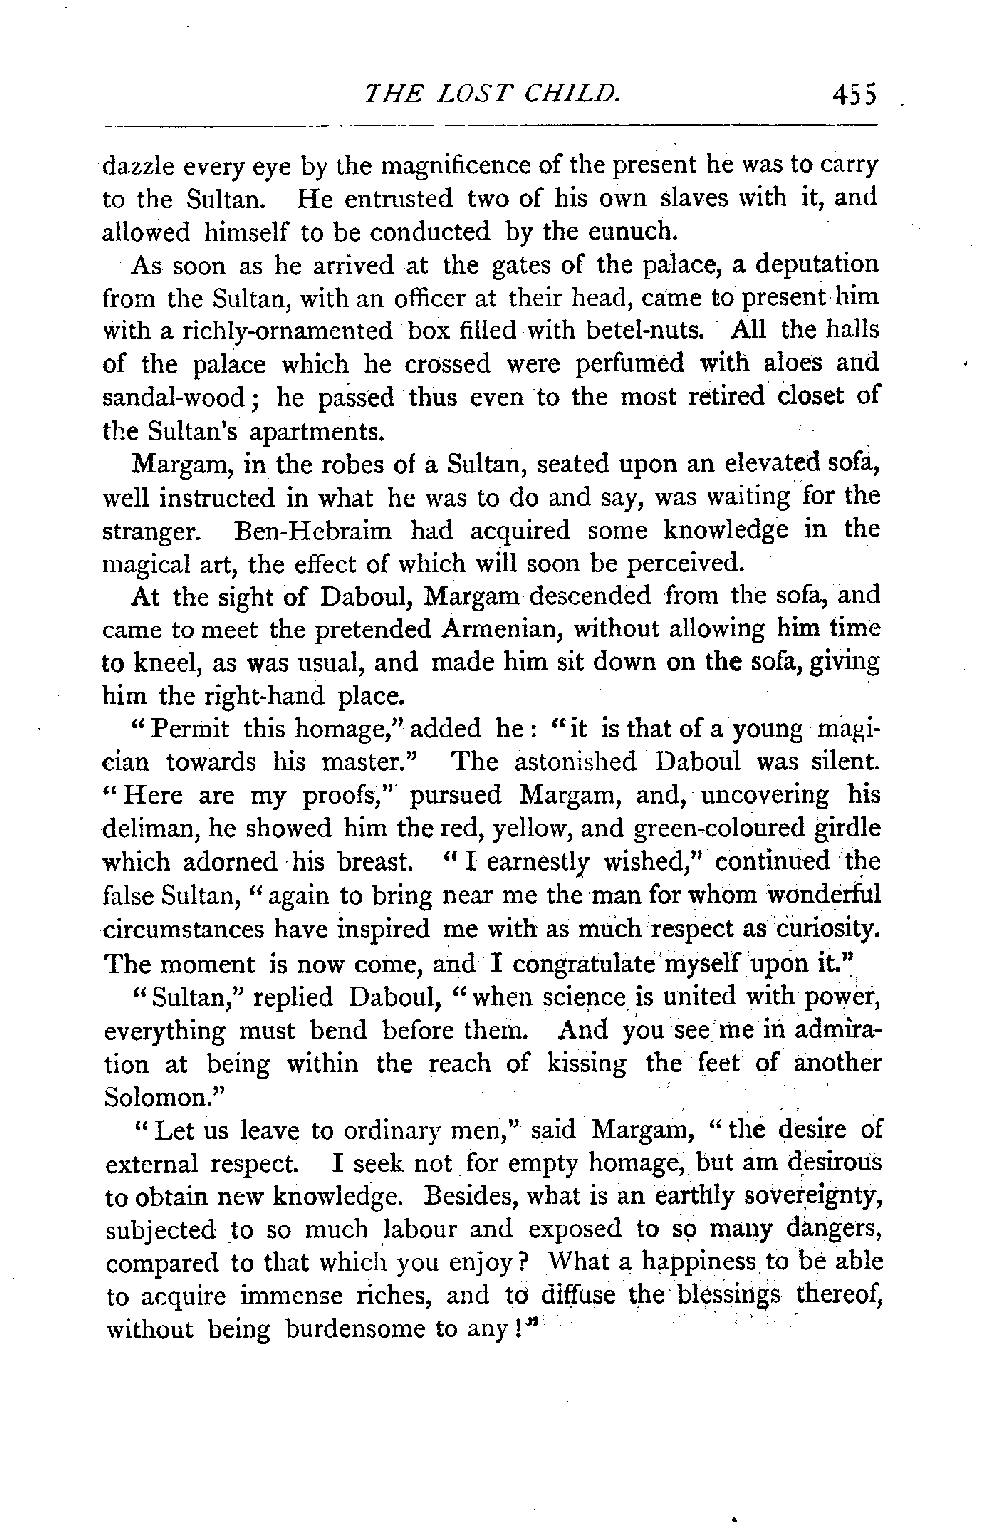 THE LOST CHILD. 455
dazzle every eye by the magnificence of the present he was to carry
to the Sultan. He entrusted two of his own slaves with it, and
allowed himself to be conducted by the eunuch.
As soon as he arrived at the gates of the palace, a deputation
from the Sultan, with an officer at their head, came to present him
with a richly-ornamented box filled with betel-nuts. All the halls
of the palace which he crossed were perfumed with aloes and
sandal-wood; he passed thus even to the most retired closet of
the Sultan's apartments.
Margam, in the robes of a Sultan, seated upon an elevated sofa,
well instructed in what he was to do and say, was waiting for the
stranger. Ben-Hebraim had acquired some knowledge in the
magical art, the effect of which will soon be perceived.
At the sight of Daboul, Margam descended from the sofa, and
came to meet the pretended Armenian, without allowing him time
to kneel, as was usual, and made him sit down on the sofa, giving
him the right-hand place.
"Permit this homage," added he: "it is that of a young magi-
cian towards his master." The astonished Daboul was silent.
"Here are my proofs," pursued Margam, and, uncovering his
deliman, he showed him the red, yellow, and green-coloured girdle
which adorned his breast. "I earnestly wished," continued the
false Sultan, "again to bring near me the man for whom wonderful
circumstances have inspired me with as much respect as curiosity.
The moment is now come, and I congratulate myself upon it."
"Sultan," replied Daboul, "when science is united with power,
everything must bend before them. And you see me in admira-
tion at being within the reach of kissing the feet of another
Solomon."
"Let us leave to ordinary men," said Margam, "the desire of
external respect. I seek not for empty homage, but am desirous
to obtain new knowledge. Besides, what is an earthly sovereignty,
subjected to so much labour and exposed to so many dangers,
compared to that which you enjoy? What a happiness to be able
to acquire immense riches, and to diffuse the blessings thereof,
without being burdensome to any!"